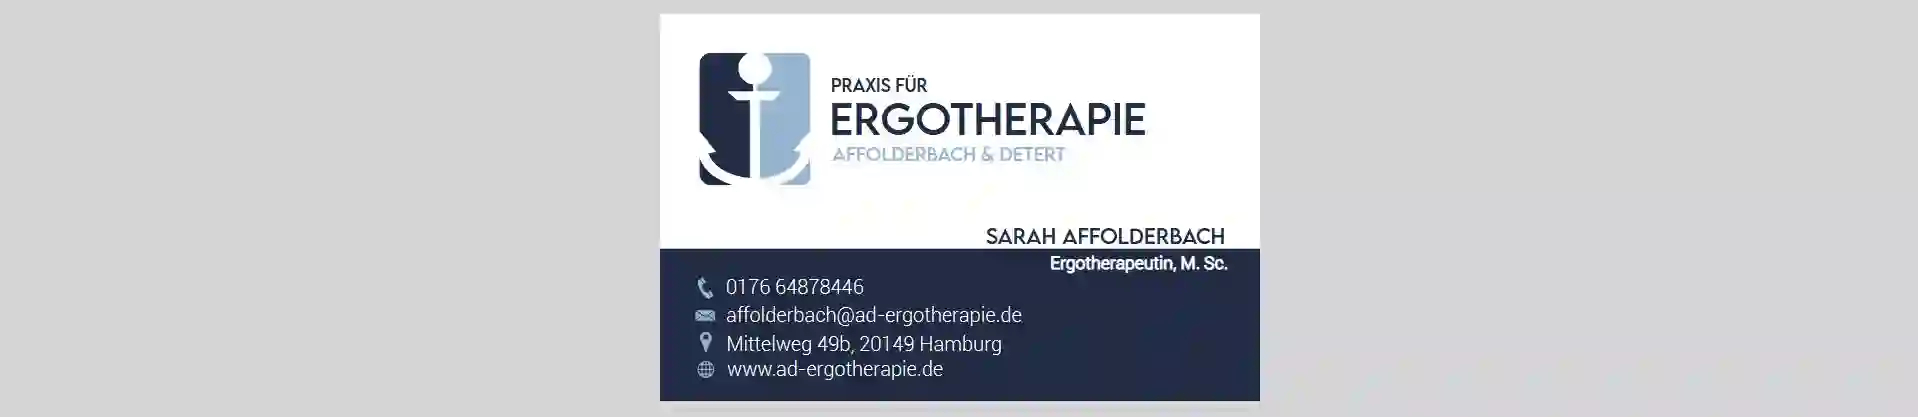 PRAXIS FÜR
ERGOTHERAPIE
AFFOLDERBACH & DETERT
SARAH AFFOLDERBACH
Ergotherapeutin, M. Sc.
0176 64878446
affolderbach@ad-ergotherapie.de
Mittelweg 49b, 20149 Hamburg
www.ad-ergotherapie.de